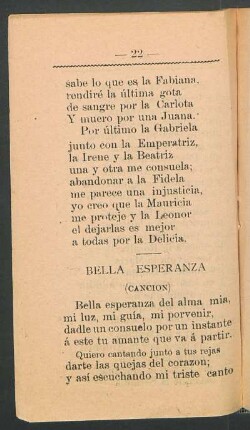 — 22 —
sabe lo que es la Fabiana,
rendiré la última gota
de sangre por la Carlota
Y muero por una Juana.
Por último la Gabriela
junto con la Emperatriz,
la Irene y la Beatriz
una y otra me consuela;
abandonar a la Fidela
me parece una injusticia,
yo creo que la Mauricia
me proteje y la Leonor
el dejarlas es mejor
a todas por la Delicia.
BELLA ESPERANZA
(CANCION)
Bella esperanza del alma mia,
mi luz, mi guía, mi porvenir,
dadle un consuelo por un instante
á este tu amante que va á partir.
Quiero cantando junto a tus rejas
darte las quejas del corazon;
y así escuchando mi triste canto